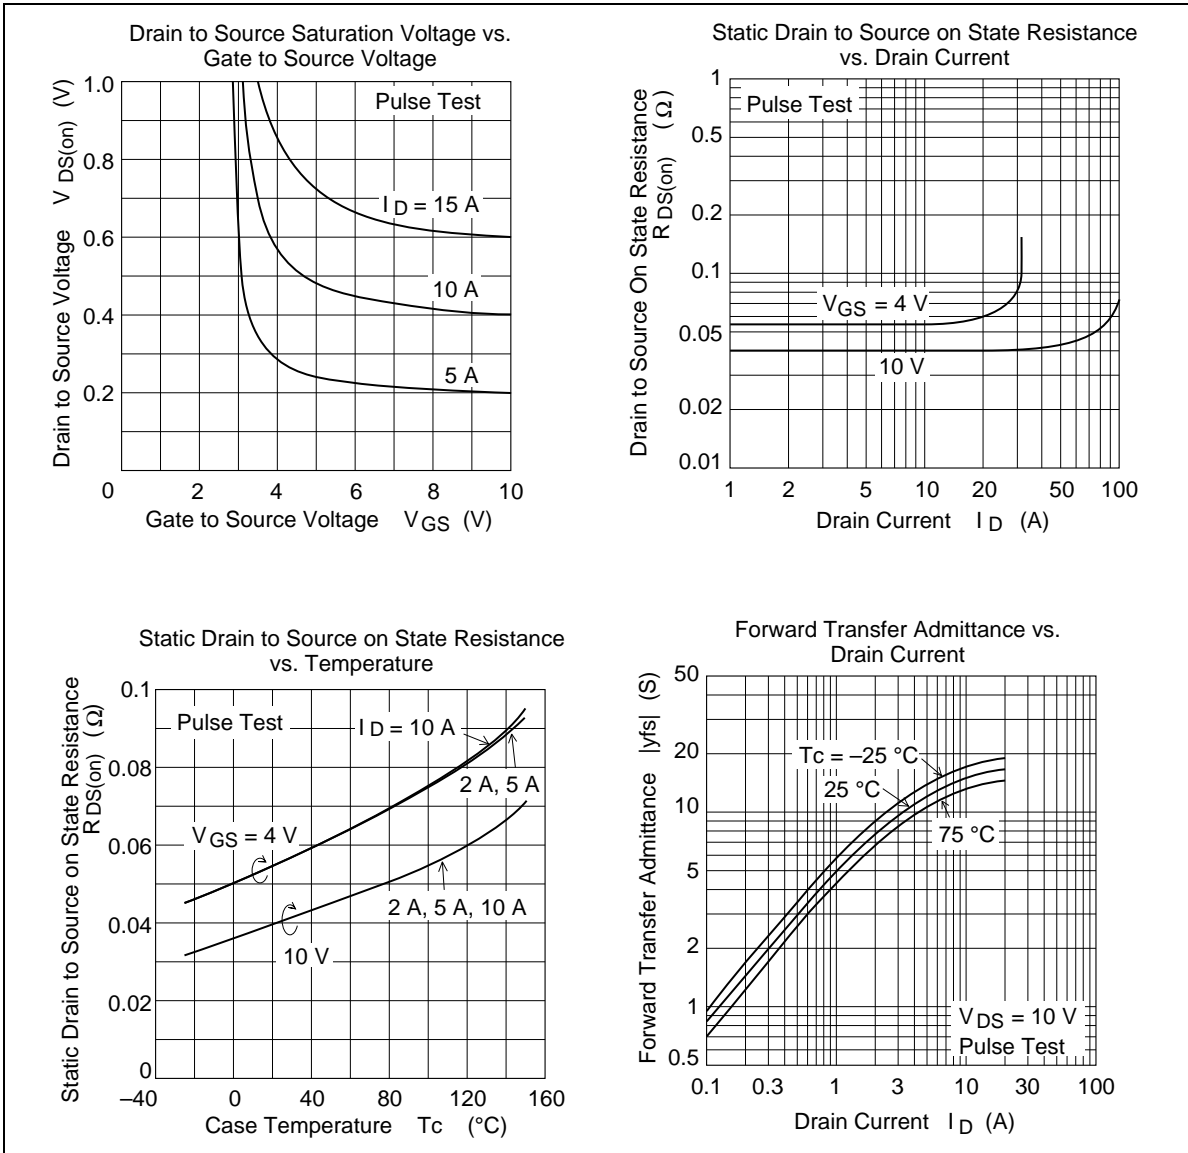 Drain to Source Saturation Voltage vs.
Gate to Source Voltage
Drain to Source Voltage V DS(on) (V)
1.0
0.8
0.6
0.4
0.2
0
2
4
6
8
10
Pulse Test
I D = 15 A
10 A
5 A
Gate to Source Voltage V GS (V)
Static Drain to Source on State Resistance
vs. Drain Current
Drain to Source On State Resistance
R DS(on) (Ω)
1
0.5
0.2
0.1
0.05
0.02
0.01
1
2
5
10
20
50
100
Pulse Test
V GS = 4 V
10 V
Drain Current I D (A)
Static Drain to Source on State Resistance
vs. Temperature
Static Drain to Source on State Resistance
R DS(on) (Ω)
0.1
0.08
0.06
0.04
0.02
0
–40
0
40
80
120
160
Pulse Test
I D = 10 A
2 A, 5 A
V GS = 4 V
2 A, 5 A, 10 A
10 V
Case Temperature Tc (°C)
Forward Transfer Admittance vs.
Drain Current
Forward Transfer Admittance |yfs| (S)
50
20
10
5
2
1
0.5
0.1
0.3
1
3
10
30
100
Tc = –25 °C
25 °C
75 °C
V DS = 10 V
Pulse Test
Drain Current I D (A)